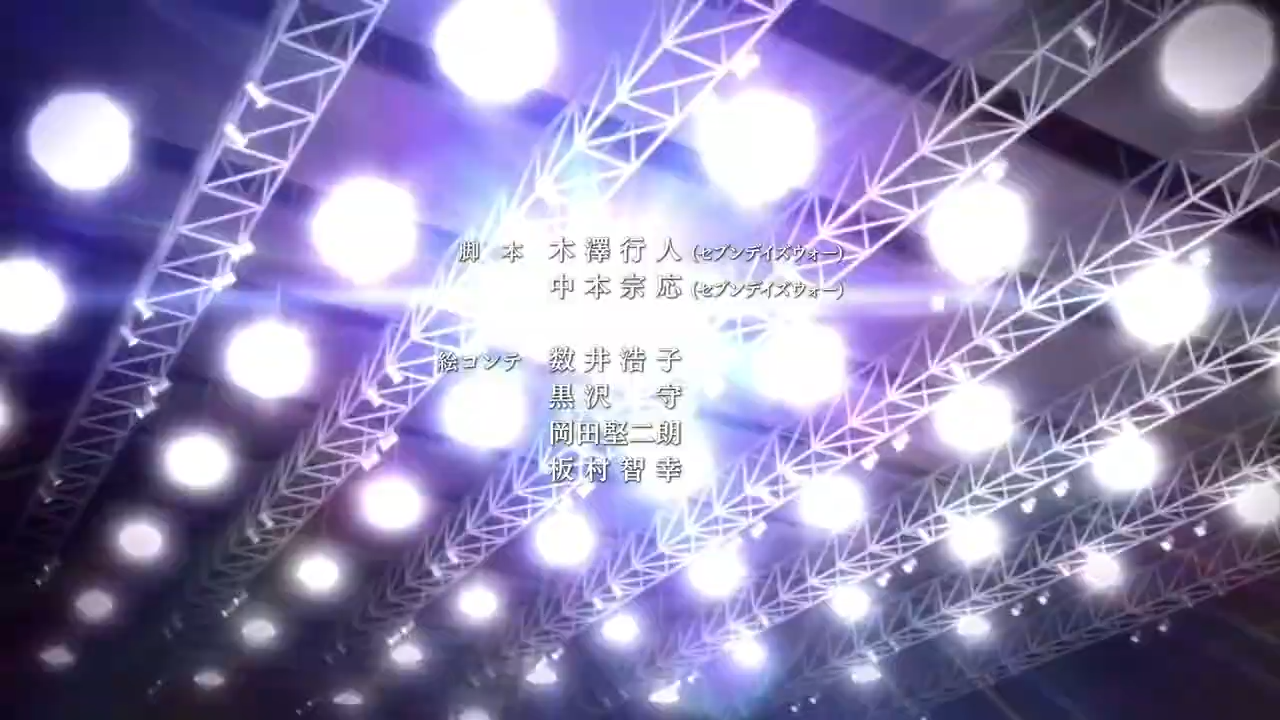 脚本 木澤行人 (セブンデイズウォー)
中本宗応 (セブンデイズウォー)
絵コンテ 数井浩子
黒沢 守
岡田堅二朗
板村智幸